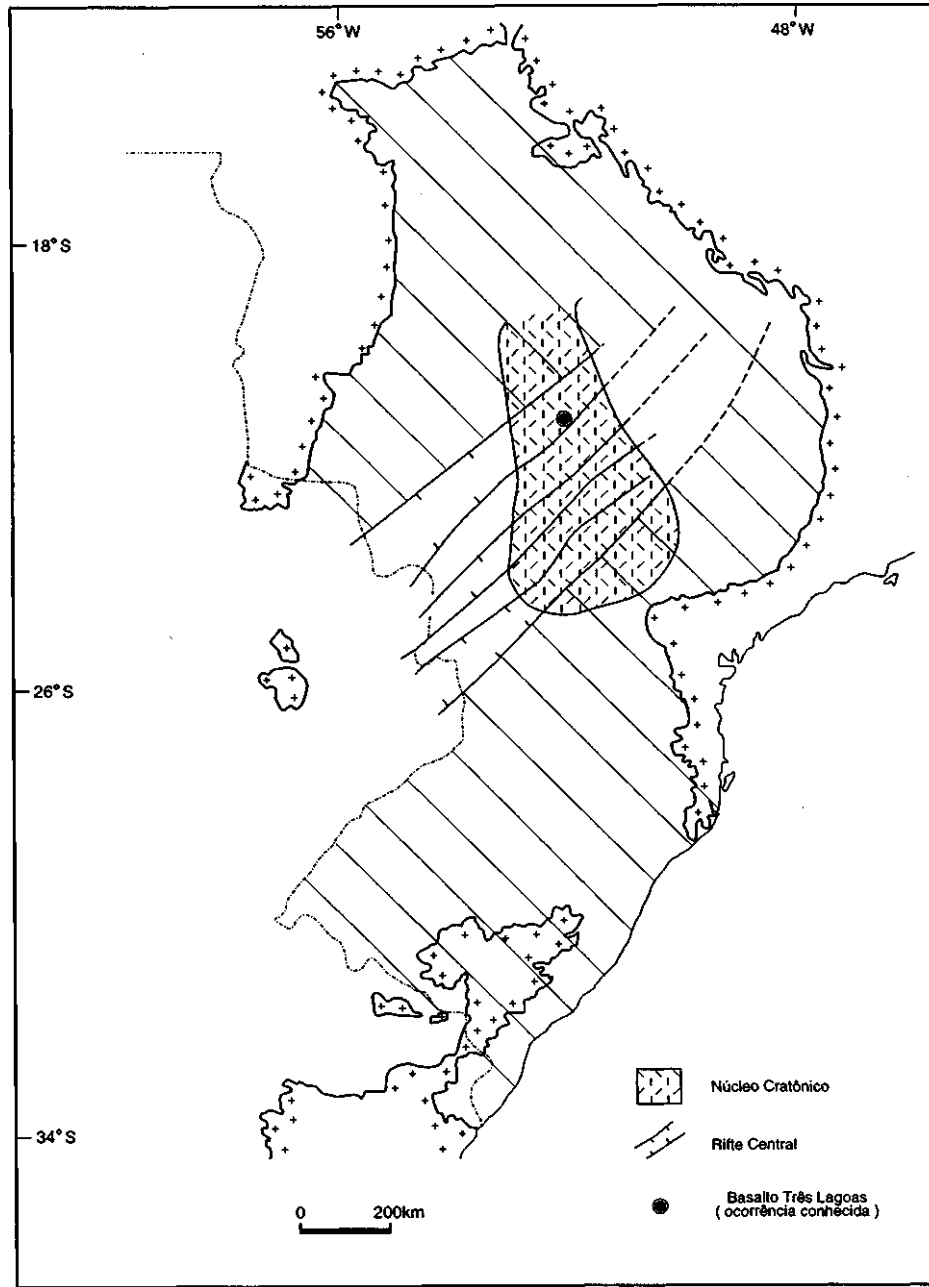 56°W
48°W
18°S
26°S
34°S
Núcleo Cratônico
Rifte Central
Basalto Três Lagoas
( ocorrência conhecida )
0 200km